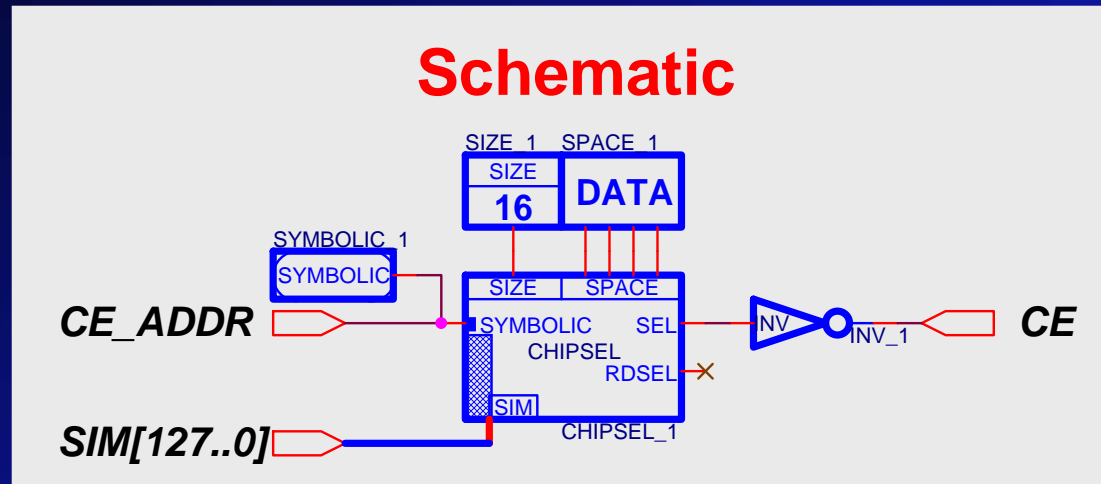 Schematic
SIZE_1 SPACE_1
SIZE
16
DATA
SYMBOLIC_1
SYMBOLIC
SIZE SPACE
CE_ADDR
SYMBOLIC SEL
CHIPSEL
RDSEL
SIM
CHIPSEL_1
INV
INV_1
CE
SIM[127..0]